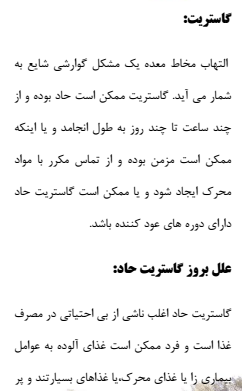 گاستریت:
التهاب مخاط معده یک مشکل گوارشی شایع به
شمار می آید. گاستریت ممکن است حاد بوده و از
چند ساعت تا چند روز به طول انجامد و یا اینکه
ممکن است مزمن بوده و از تماس مکرر با مواد
محرک ایجاد شود و یا ممکن است گاستریت حاد
دارای دوره های عود کننده باشد.
علل بروز گاستریت حاد:
گاستریت حاد اغلب ناشی از بی احتیاتی در مصرف
غذا است و فرد ممکن است غذای آلوده به عوامل
بیماری زا یا غذای محرک،یا غذاهای بسیارتند و پر